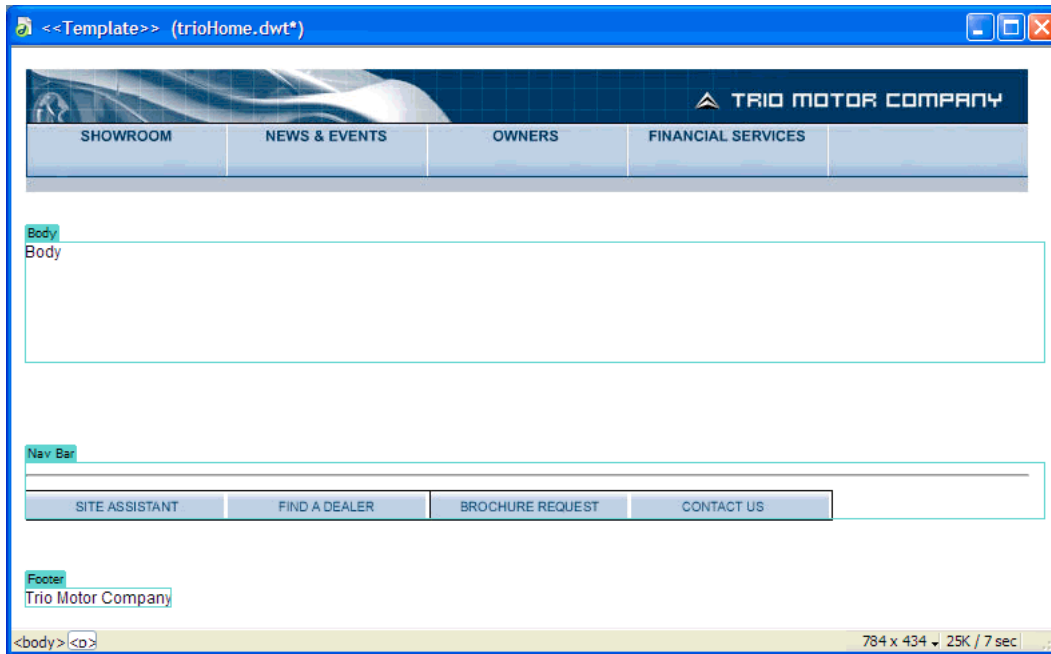 <<Template>> (trioHome.dwt*)
TRIO MOTOR COMPANY
SHOWROOM NEWS & EVENTS OWNERS FINANCIAL SERVICES
Body
Body
Nav Bar
SITE ASSISTANT FIND A DEALER BROCHURE REQUEST CONTACT US
Footer
Trio Motor Company
<body> <p> 784 x 434 25K / 7 sec